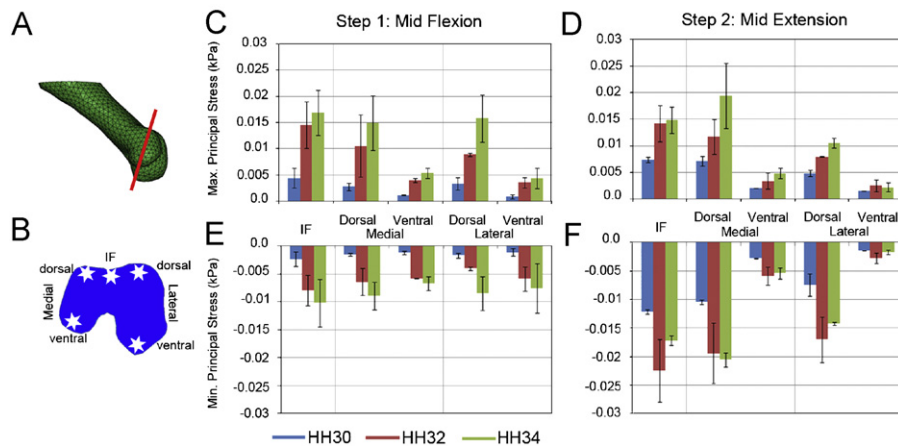 A
B
dorsal
IF
dorsal
Medial
Lateral
ventral
ventral
C
Step 1: Mid Flexion
Max. Principal Stress (kPa)
0.03
0.025
0.02
0.015
0.01
0.005
0
IF
Dorsal
Ventral
Dorsal
Ventral
Medial
Lateral
E
Min. Principal Stress (kPa)
0
-0.005
-0.01
-0.015
-0.02
-0.025
-0.03
D
Step 2: Mid Extension
0.03
0.025
0.02
0.015
0.01
0.005
0
IF
Dorsal
Ventral
Dorsal
Ventral
Medial
Lateral
F
0
-0.005
-0.01
-0.015
-0.02
-0.025
-0.03
HH30 HH32 HH34